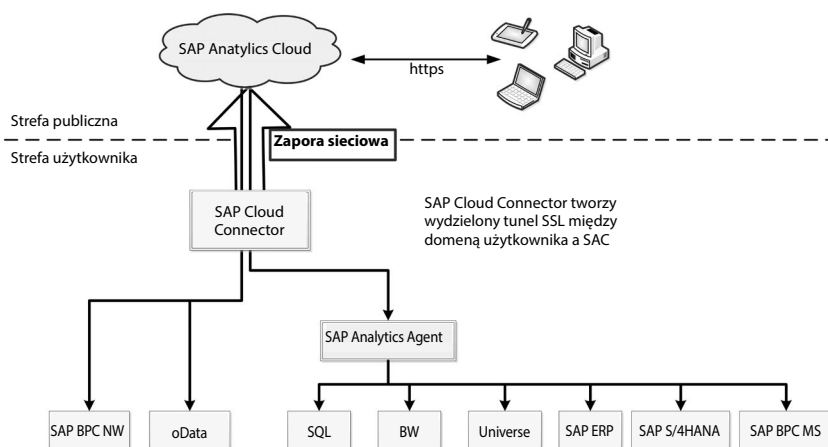 SAP Anatylics Cloud
https
Strefa publiczna
Zapora sieciowa
Strefa użytkownika
SAP Cloud
Connector
SAP Cloud Connector tworzy
wydzielony tunel SSL między
domeną użytkownika a SAC
SAP Analytics Agent
SAP BPC NW
oData
SQL
BW
Universe
SAP ERP
SAP S/4HANA
SAP BPC MS